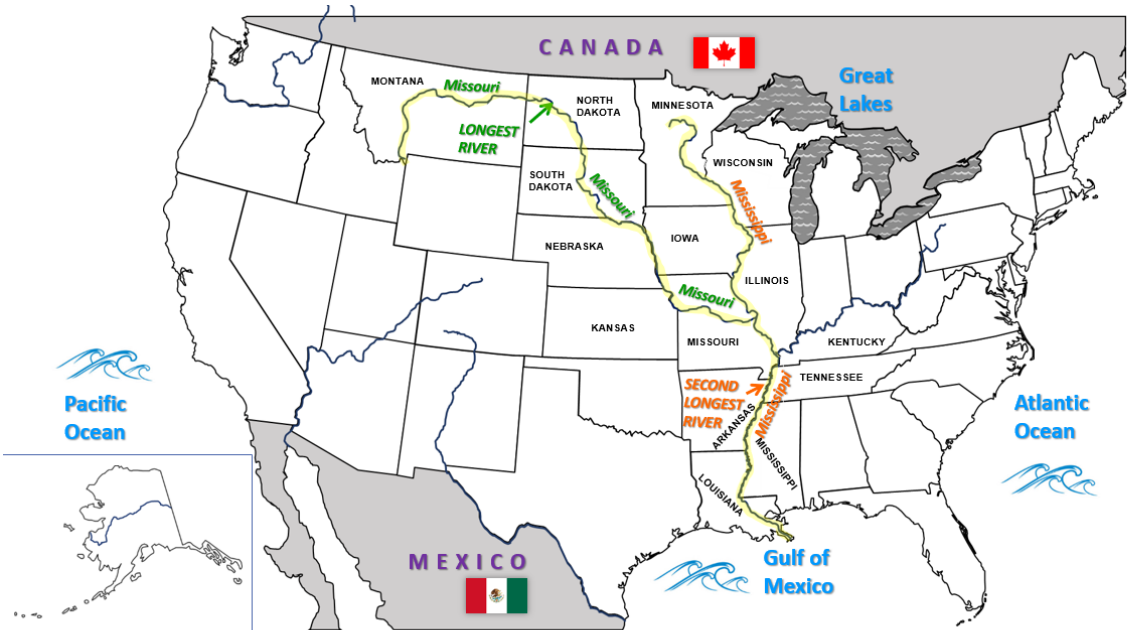 CANADA
Great
Lakes
MONTANA
Missouri
NORTH
DAKOTA
MINNESOTA
LONGEST
RIVER
WISCONSIN
SOUTH
DAKOTA
Missouri
Mississippi
NEBRASKA
IOWA
ILLINOIS
Missouri
KANSAS
MISSOURI
KENTUCKY
TENNESSEE
SECOND
LONGEST
RIVER
Mississippi
ARKANSAS
MISSISSIPPI
LOUISIANA
Pacific
Ocean
Atlantic
Ocean
MEXICO
Gulf of
Mexico